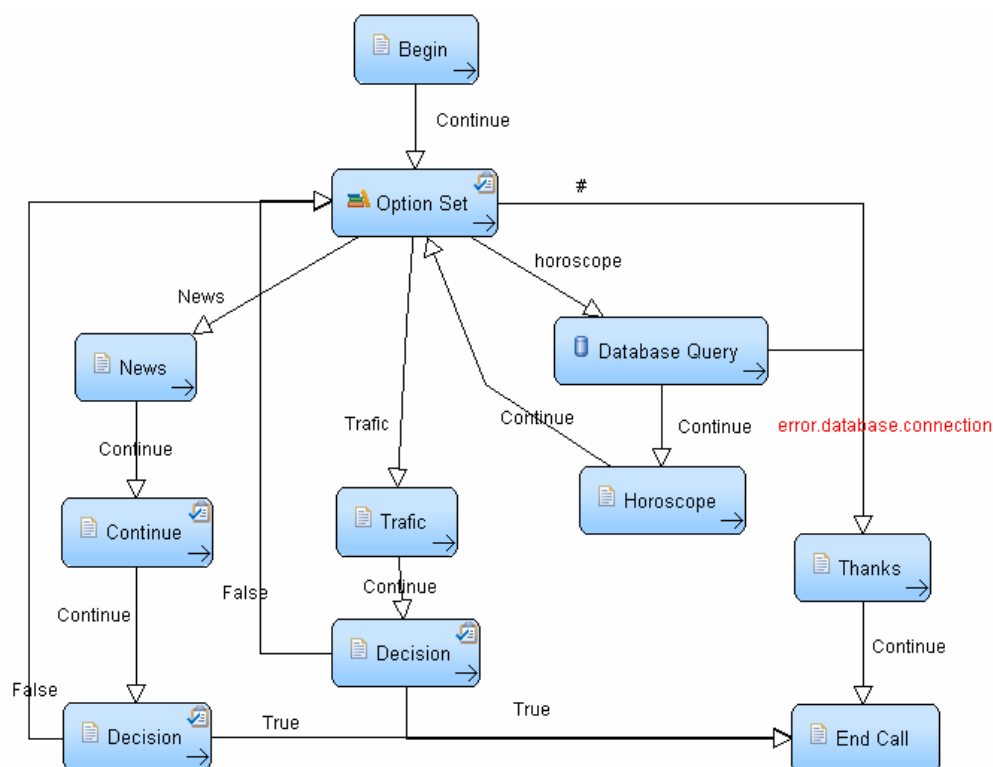 Begin
Continue
#
Option Set
horoscope
News
Database Query
News
Trafic
Continue
Continue
error.database.connection
Continue
Horoscope
Continue
Trafic
Thanks
Continue
False
Continue
Continue
Decision
False
True
True
Decision
End Call